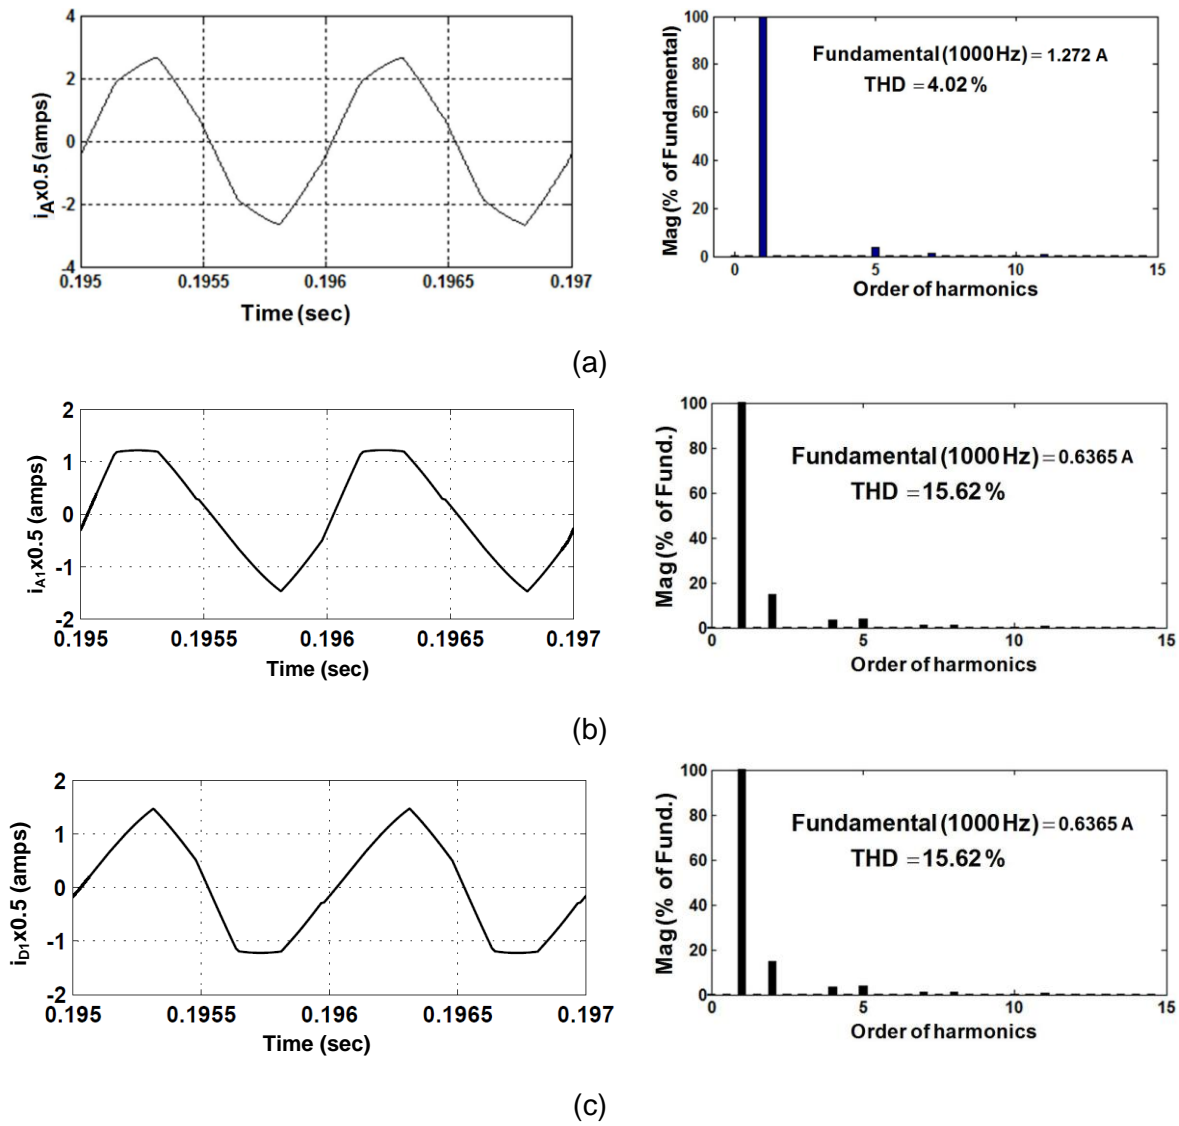 4
2
0
-2
-4
0.195
0.1955
0.196
0.1965
0.197
iAx0.5 (amps)
Time (sec)
100
80
60
40
20
0
0
5
10
15
Mag (% of Fundamental)
Fundamental (1000Hz) = 1.272 A
THD = 4.02 %
Order of harmonics
(a)
2
1
0
-1
-2
0.195
0.1955
0.196
0.1965
0.197
iA1x0.5 (amps)
Time (sec)
100
80
60
40
20
0
0
5
10
15
Mag (% of Fund.)
Fundamental (1000Hz) = 0.6365 A
THD = 15.62 %
Order of harmonics
(b)
2
1
0
-1
-2
0.195
0.1955
0.196
0.1965
0.197
iD1x0.5 (amps)
Time (sec)
100
80
60
40
20
0
0
5
10
15
Mag (% of Fund.)
Fundamental (1000Hz) = 0.6365 A
THD = 15.62 %
Order of harmonics
(c)